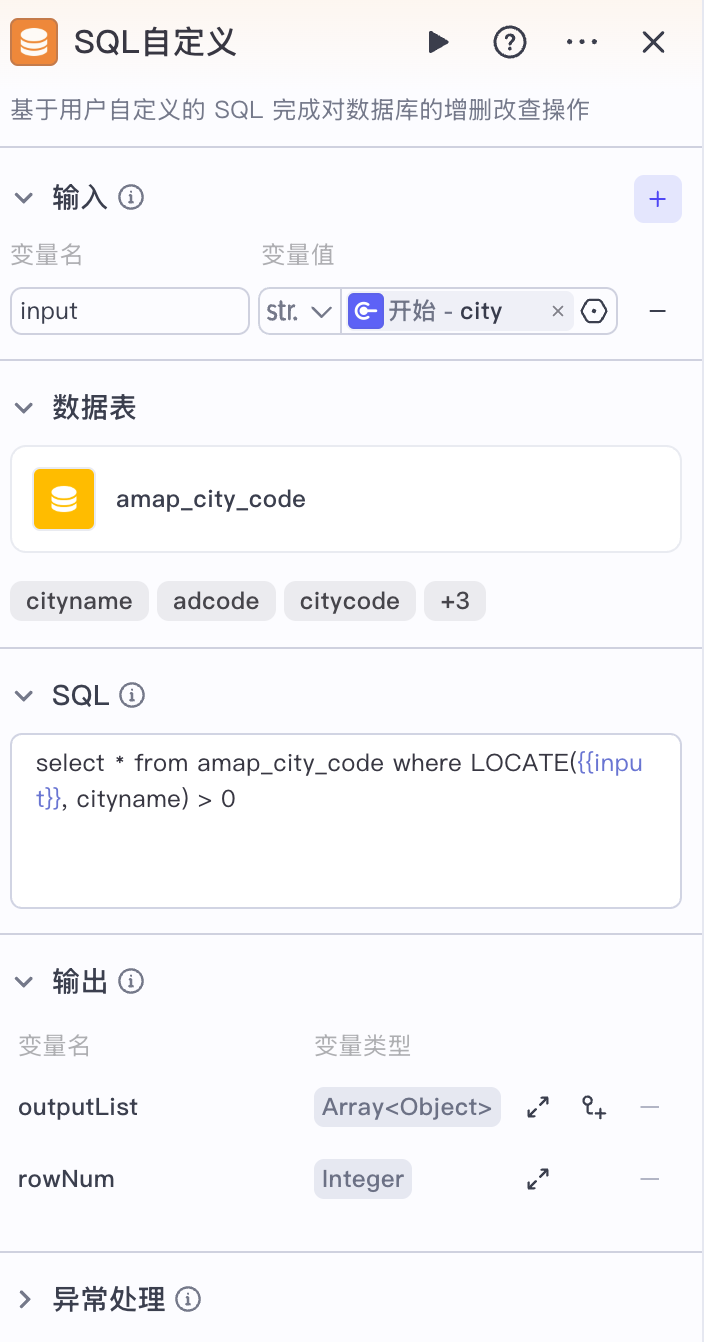 SQL自定义
基于用户自定义的 SQL 完成对数据库的增删改查操作
输入
变量名 变量值
input str. 开始 - city
数据表
amap_city_code
cityname adcode citycode +3
SQL
select * from amap_city_code where LOCATE({{inpu
t}}, cityname) > 0
输出
变量名 变量类型
outputList Array<Object>
rowNum Integer
异常处理